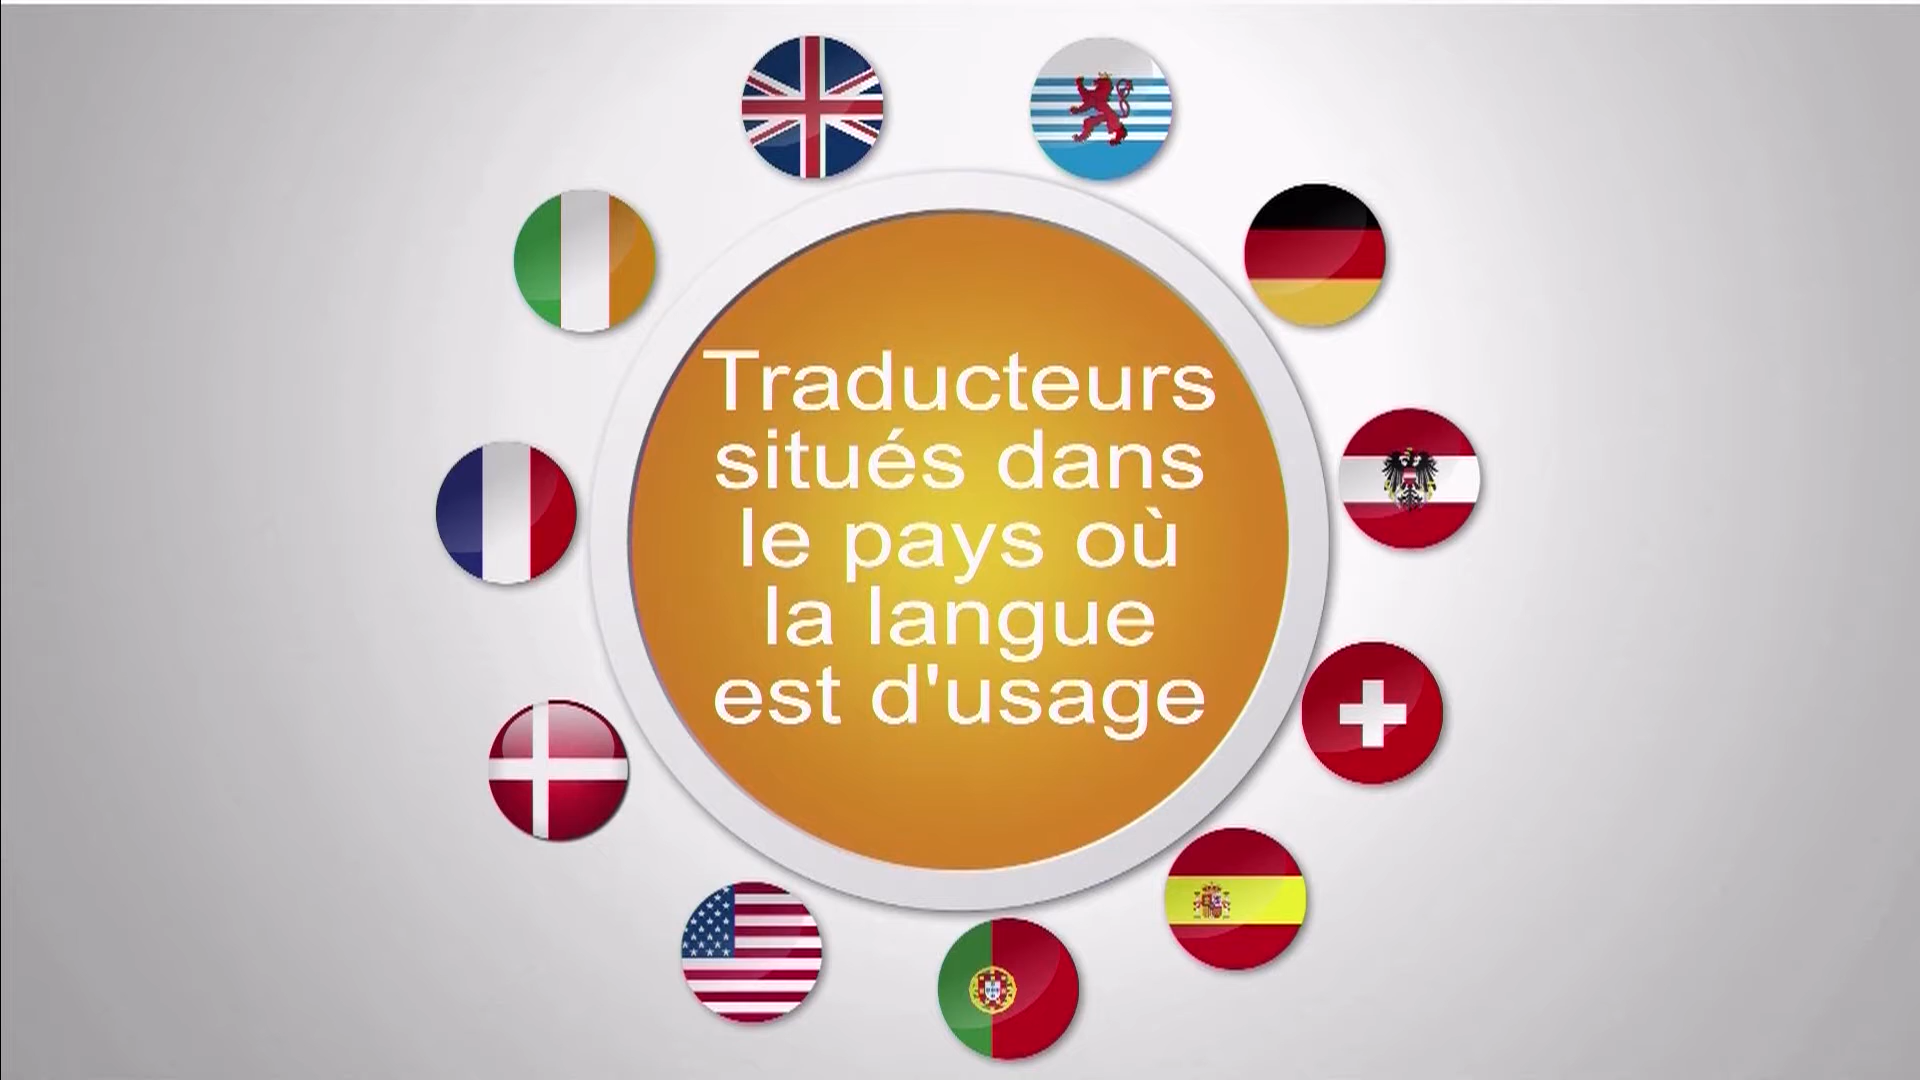 Traducteurs
situés dans
le pays où
la langue
est d'usage